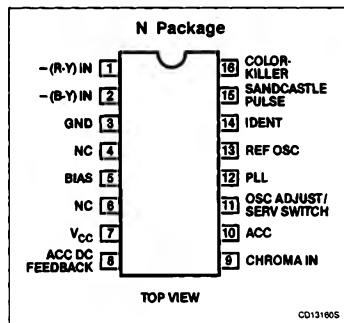 N Package
–(R-Y) IN 1
–(B-Y) IN 2
GND 3
NC 4
BIAS 5
NC 6
VCC 7
ACC DC
FEEDBACK 8
16 COLOR-
KILLER
15 SANDCASTLE
PULSE
14 IDENT
13 REF OSC
12 PLL
11 OSC ADJUST/
SERV SWITCH
10 ACC
9 CHROMA IN
TOP VIEW
CD13160S